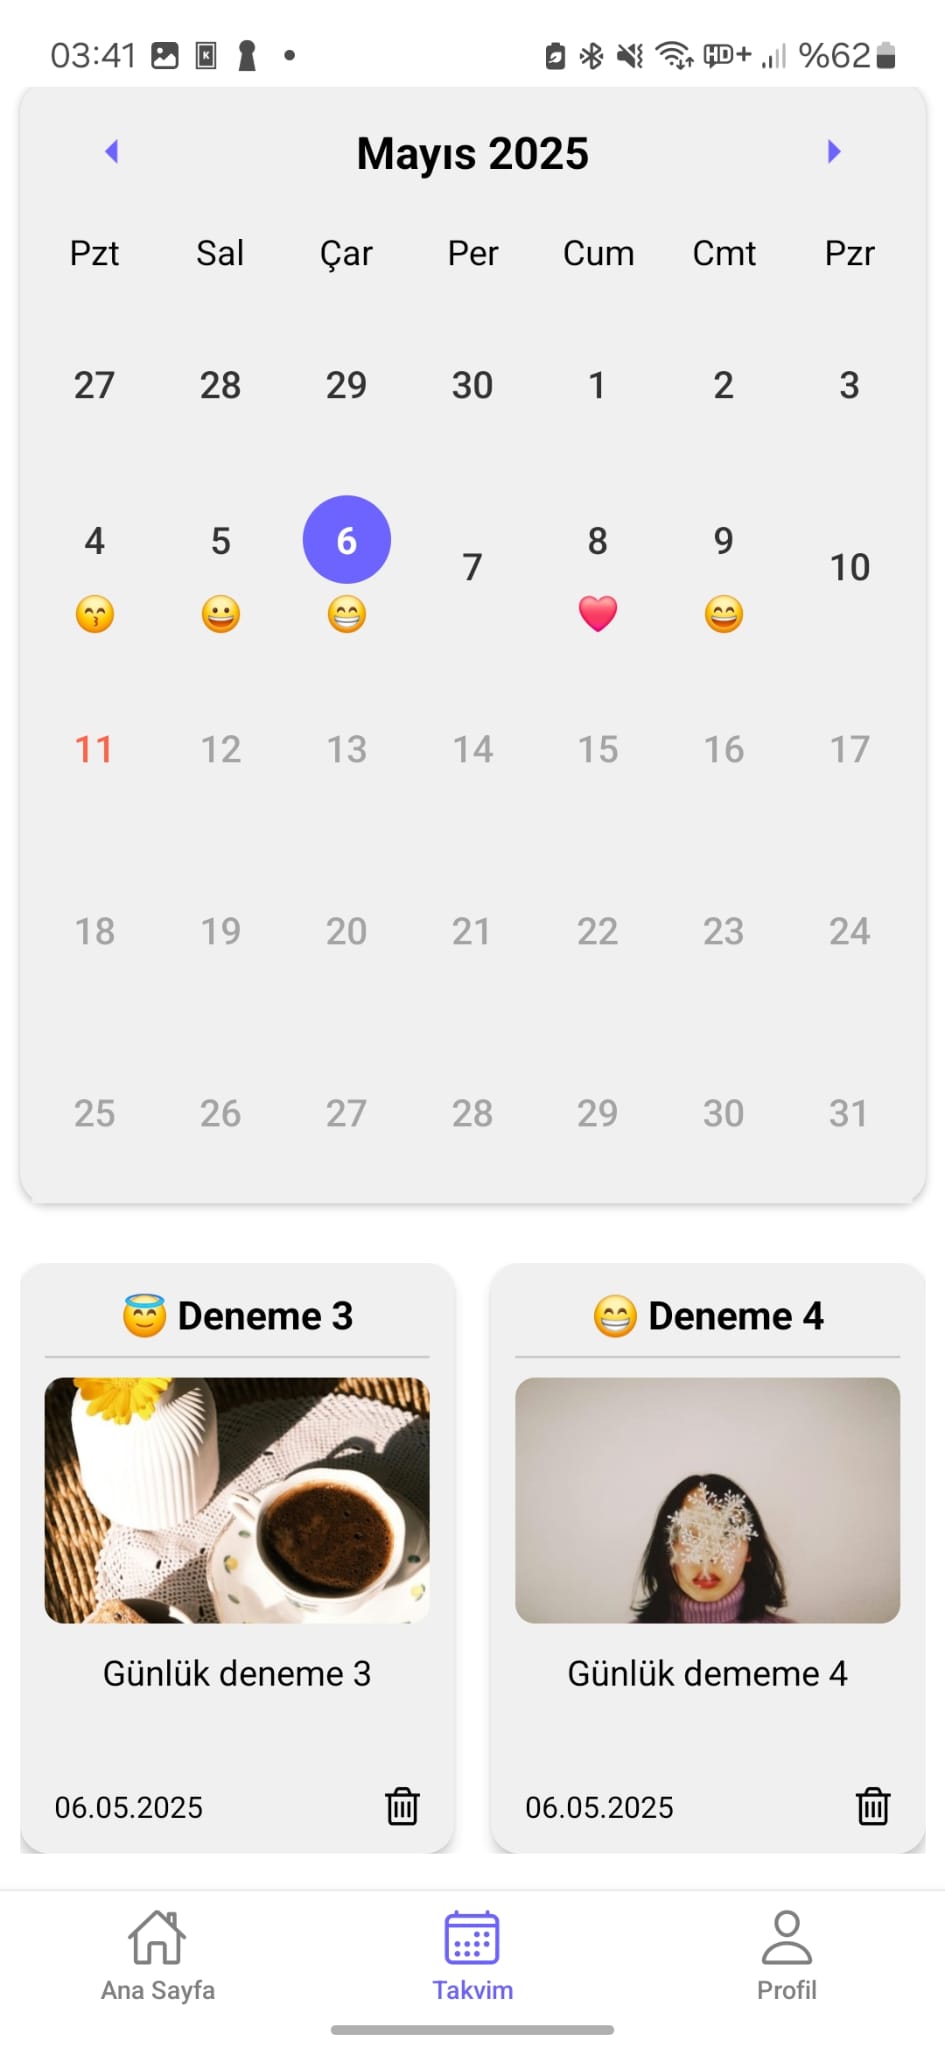 03:41 %62
Mayıs 2025
Pzt Sal Çar Per Cum Cmt Pzr
27 28 29 30 1 2 3
4 5 6 7 8 9 10
11 12 13 14 15 16 17
18 19 20 21 22 23 24
25 26 27 28 29 30 31
😇 Deneme 3
Günlük deneme 3
06.05.2025
😁 Deneme 4
Günlük dememe 4
06.05.2025
Ana Sayfa Takvim Profil